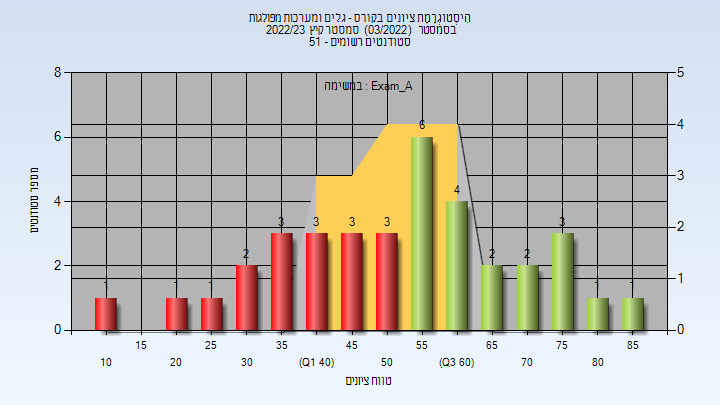 היסטוגרמת ציונים בקורס - גלים ומערכות מפולגות
בסמסטר (03/2022) סמסטר קיץ 2022/23
סטודנטים רשומים - 51
במשימה : Exam_A
מספר סטודנטים
8
6
4
2
0
5
4
3
2
1
0
1 1 1 2 3 3 3 3 6 4 2 2 3 1 1
15 25 35 45 55 65 75 85
10 20 30 (Q1 40) 50 (Q3 60) 70 80
טווח ציונים